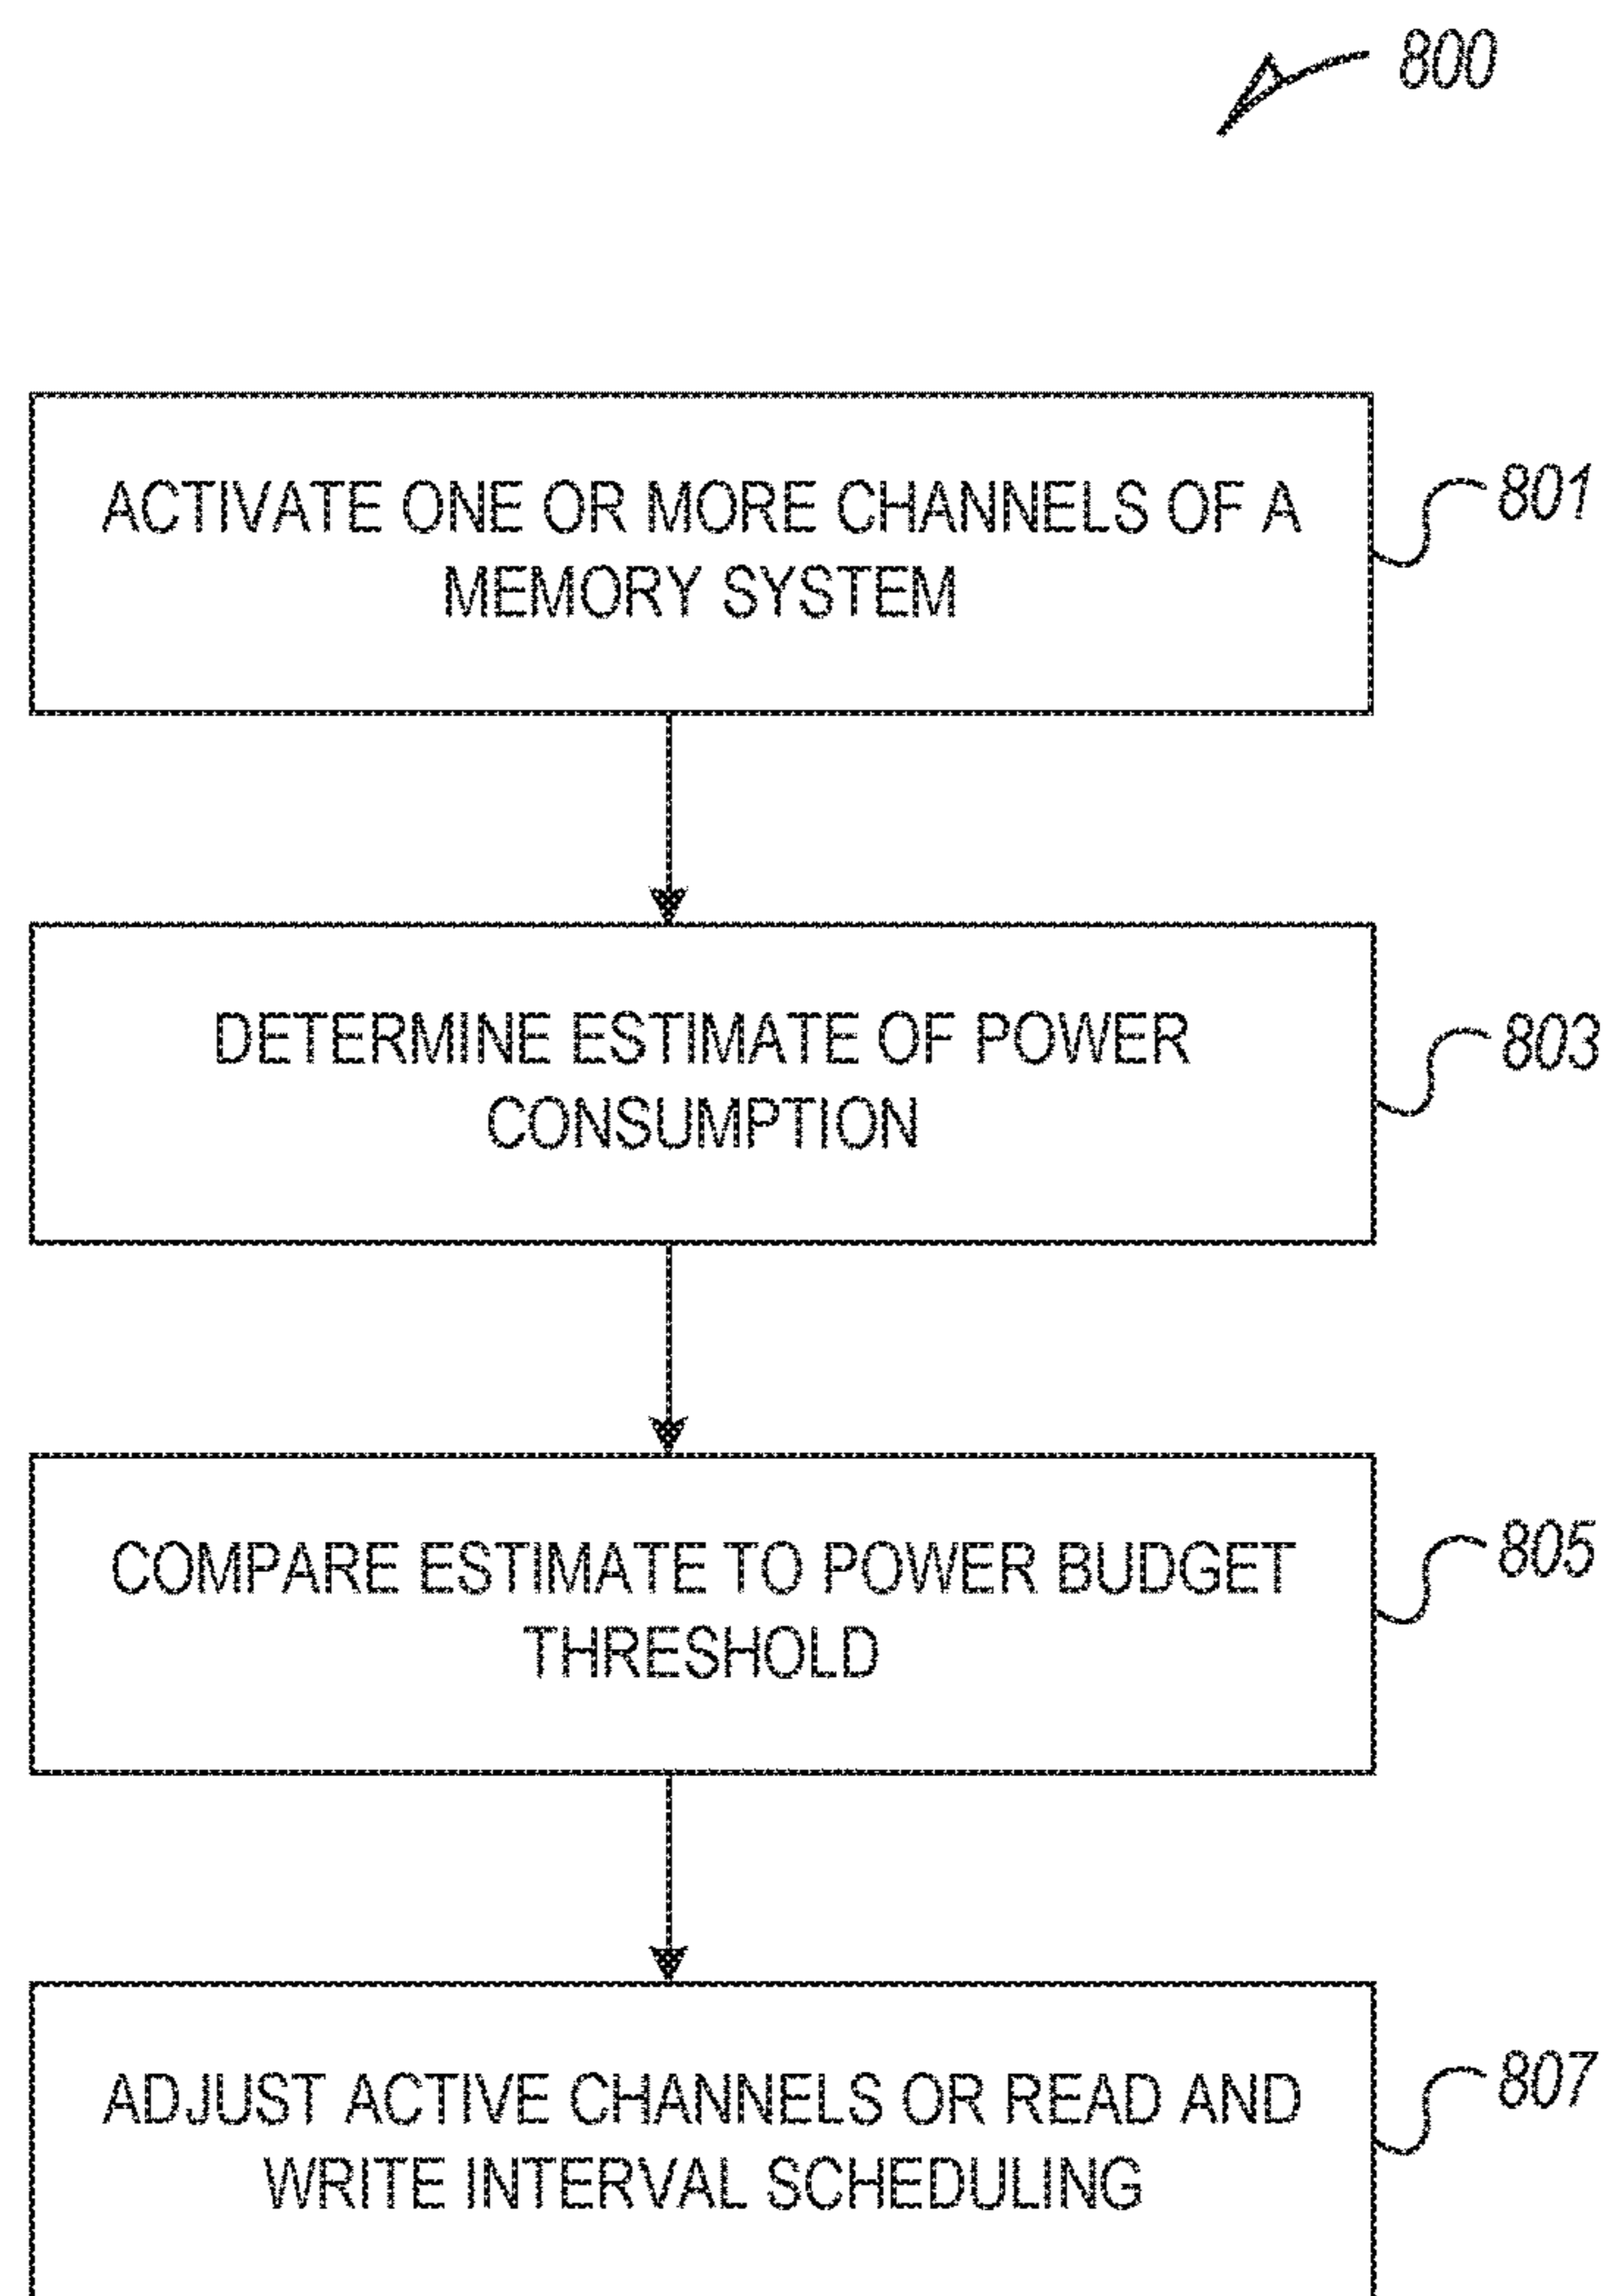 800
ACTIVATE ONE OR MORE CHANNELS OF A
MEMORY SYSTEM
801
DETERMINE ESTIMATE OF POWER
CONSUMPTION
803
COMPARE ESTIMATE TO POWER BUDGET
THRESHOLD
805
ADJUST ACTIVE CHANNELS OR READ AND
WRITE INTERVAL SCHEDULING
807